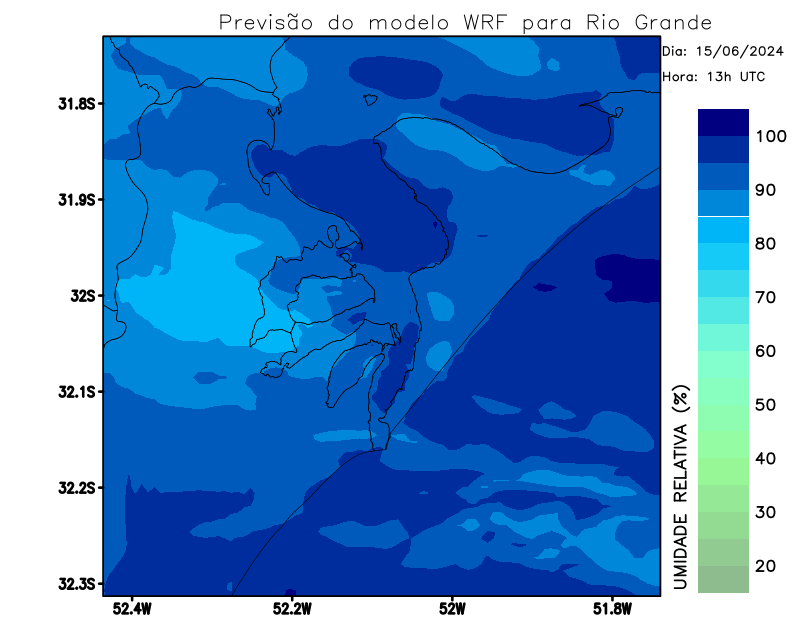 Previsão do modelo WRF para Rio Grande
Dia: 15/06/2024
Hora: 13h UTC
31.8S
31.9S
32S
32.1S
32.2S
32.3S
52.4W
52.2W
52W
51.8W
100
90
80
70
60
50
40
30
20
UMIDADE RELATIVA (%)